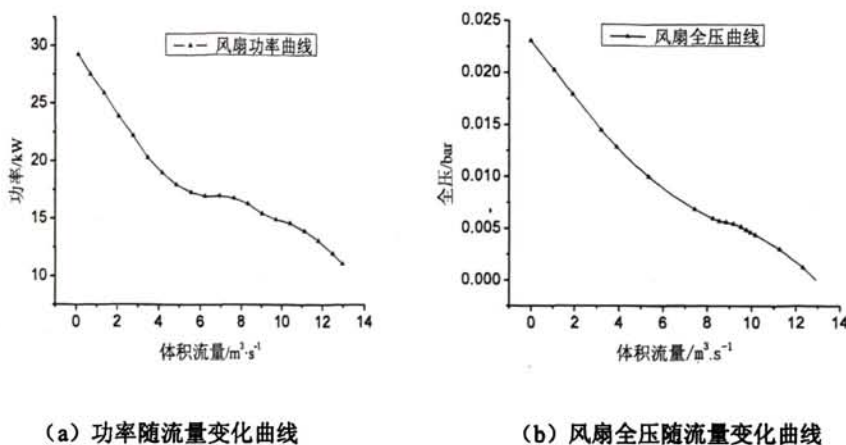 风扇功率曲线
30
25
20
15
10
功率/kW
0 2 4 6 8 10 12 14
体积流量/m³·s⁻¹
(a) 功率随流量变化曲线
风扇全压曲线
0.025
0.020
0.015
0.010
0.005
0.000
全压/bar
0 2 4 6 8 10 12 14
体积流量/m³.s⁻¹
(b) 风扇全压随流量变化曲线